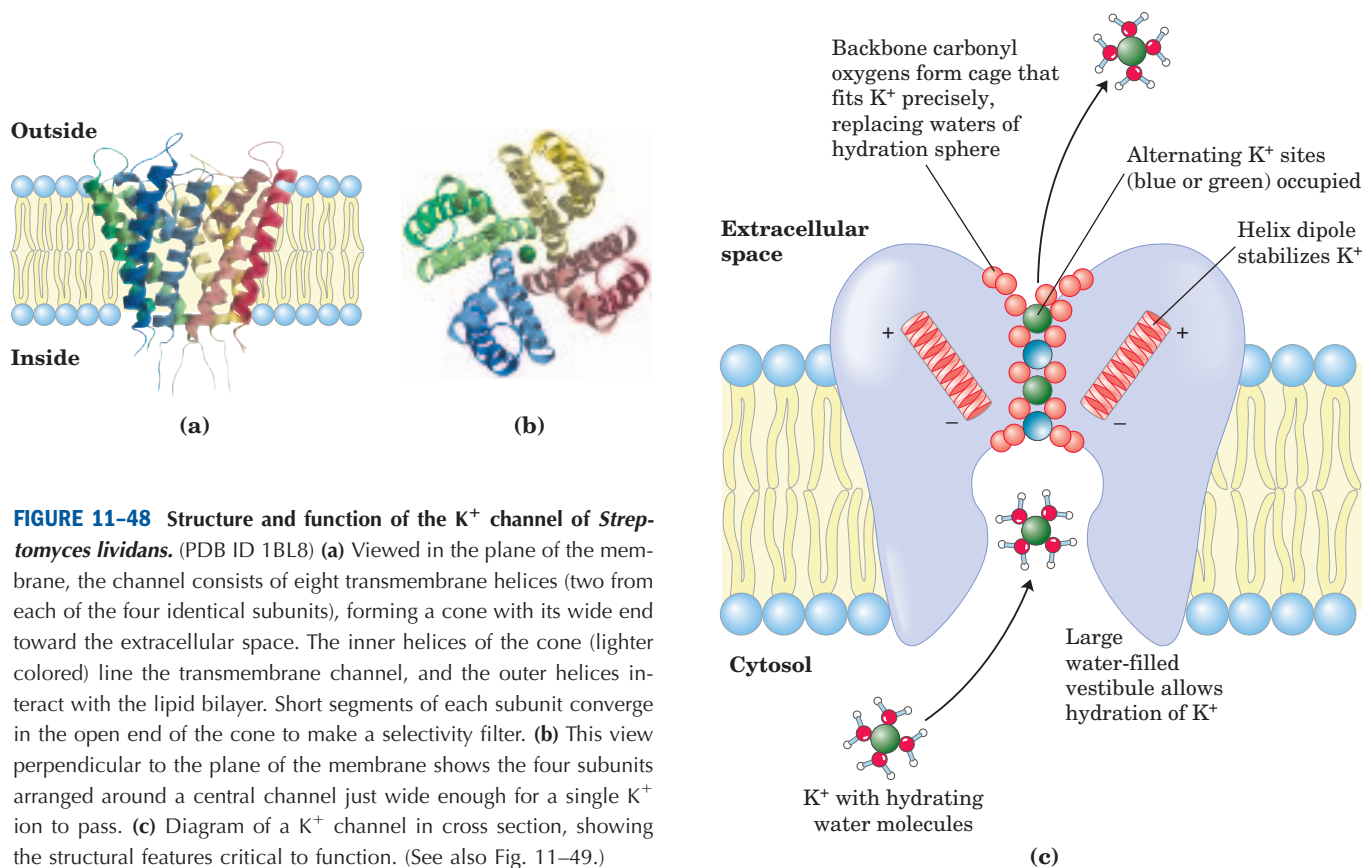 Outside
Inside
(a)
(b)
FIGURE 11–48 Structure and function of the K⁺ channel of Strep-
tomyces lividans. (PDB ID 1BL8) (a) Viewed in the plane of the mem-
brane, the channel consists of eight transmembrane helices (two from
each of the four identical subunits), forming a cone with its wide end
toward the extracellular space. The inner helices of the cone (lighter
colored) line the transmembrane channel, and the outer helices in-
teract with the lipid bilayer. Short segments of each subunit converge
in the open end of the cone to make a selectivity filter. (b) This view
perpendicular to the plane of the membrane shows the four subunits
arranged around a central channel just wide enough for a single K⁺
ion to pass. (c) Diagram of a K⁺ channel in cross section, showing
the structural features critical to function. (See also Fig. 11–49.)
Backbone carbonyl
oxygens form cage that
fits K⁺ precisely,
replacing waters of
hydration sphere
Alternating K⁺ sites
(blue or green) occupied
Extracellular
space
Helix dipole
stabilizes K⁺
+
+
–
–
Cytosol
Large
water-filled
vestibule allows
hydration of K⁺
K⁺ with hydrating
water molecules
(c)